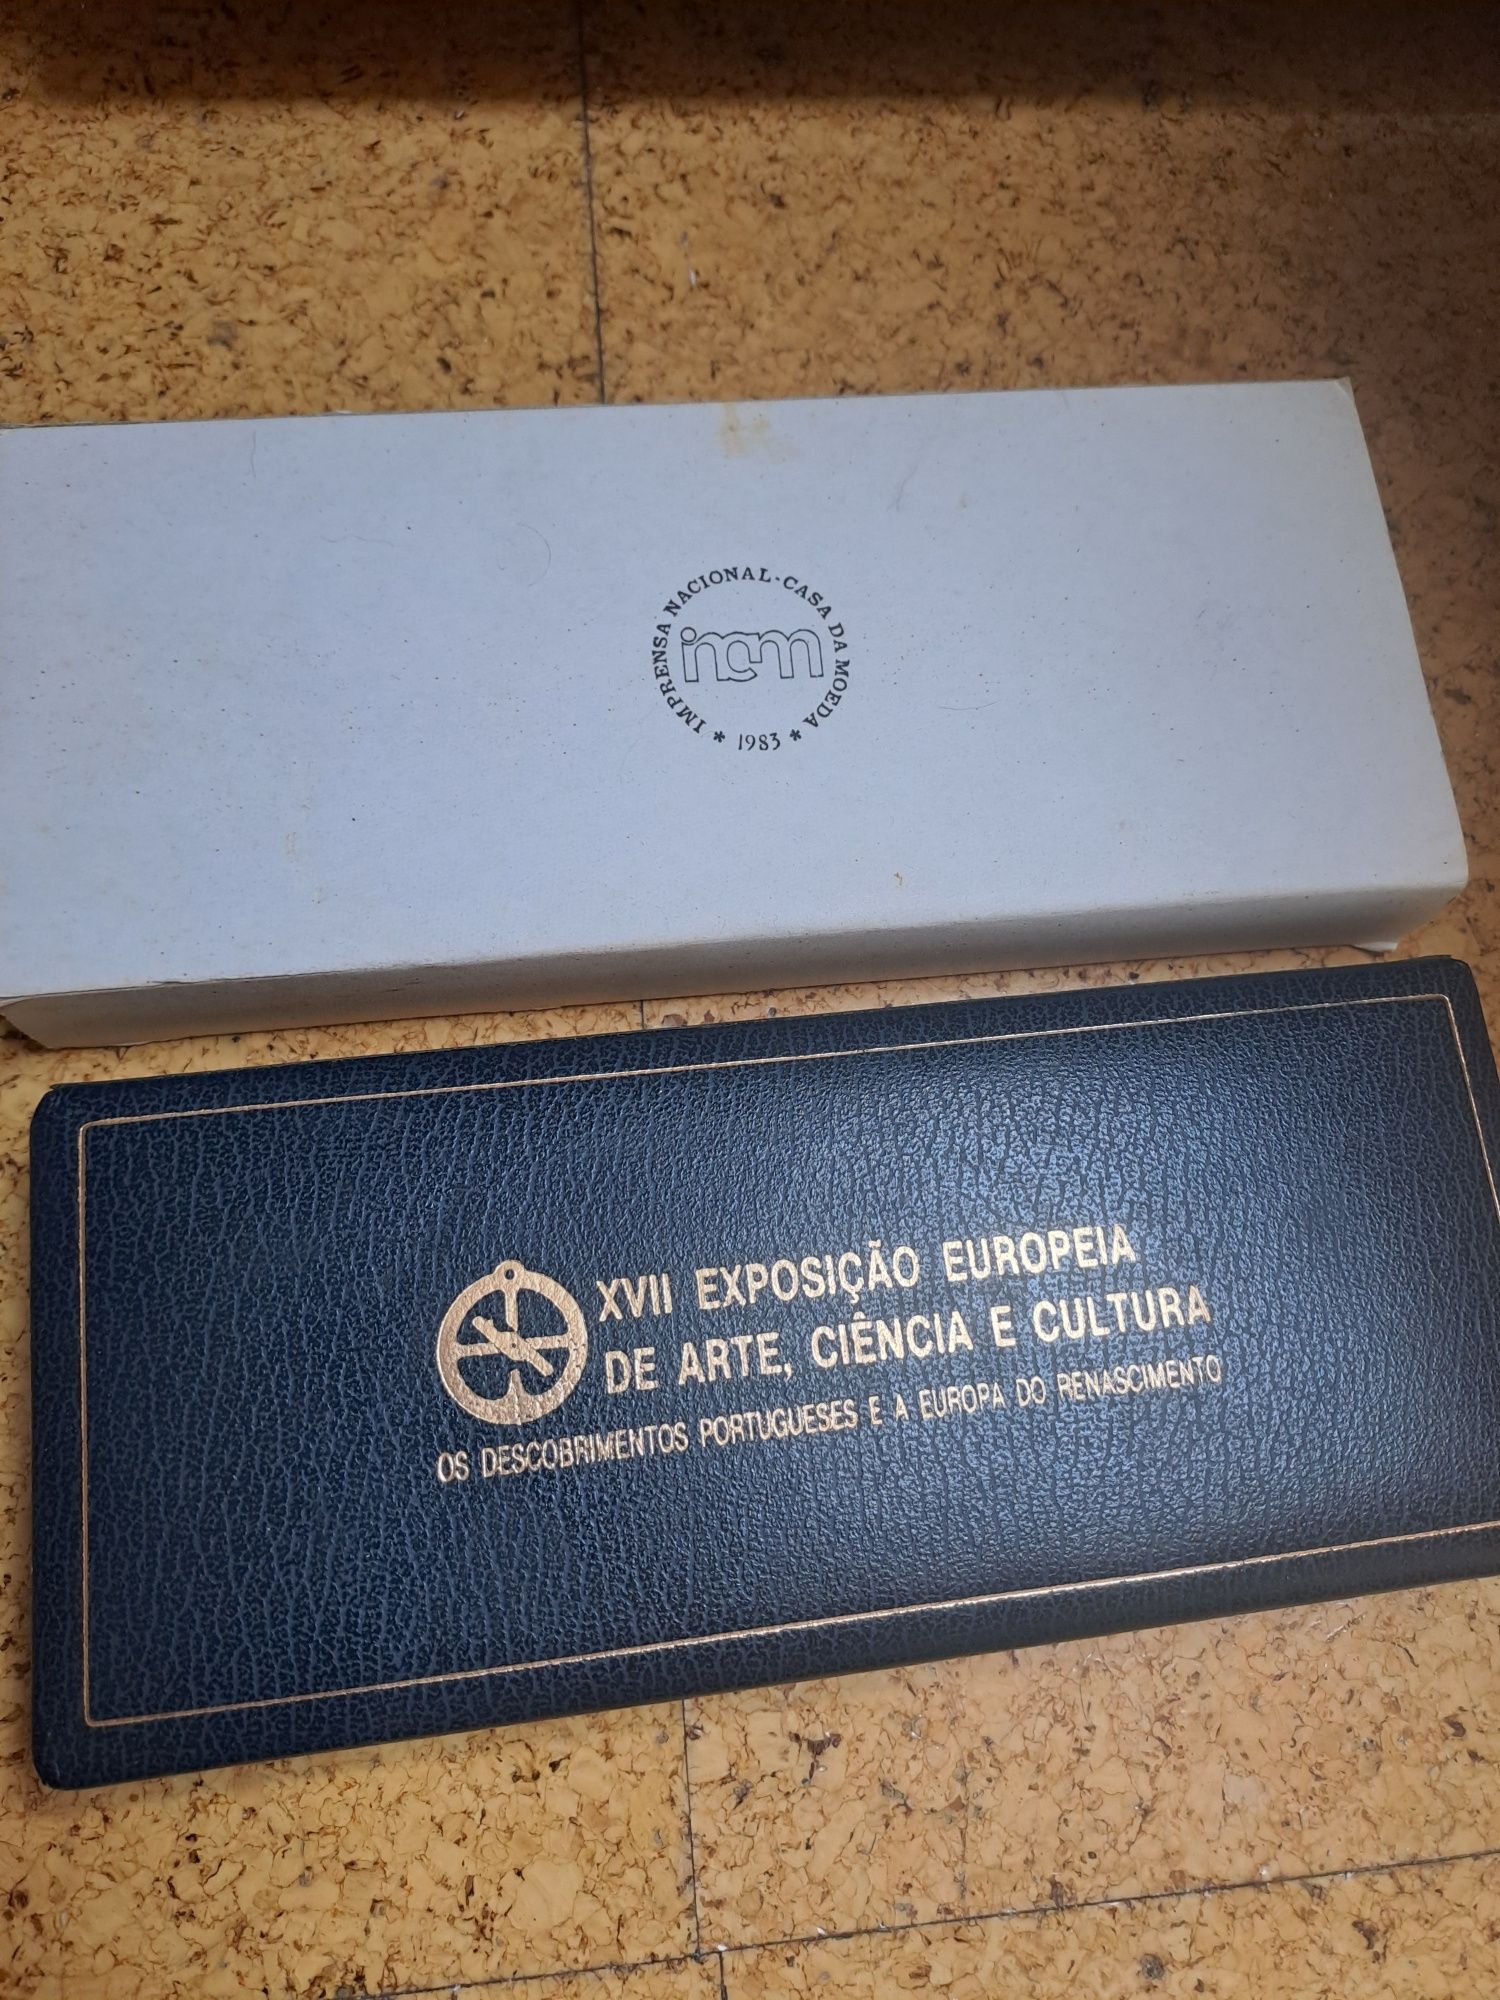 IMPRENSA NACIONAL-CASA DA MOEDA
incm
* 1983 *
XVII EXPOSIÇÃO EUROPEIA
DE ARTE, CIÊNCIA E CULTURA
OS DESCOBRIMENTOS PORTUGUESES E A EUROPA DO RENASCIMENTO